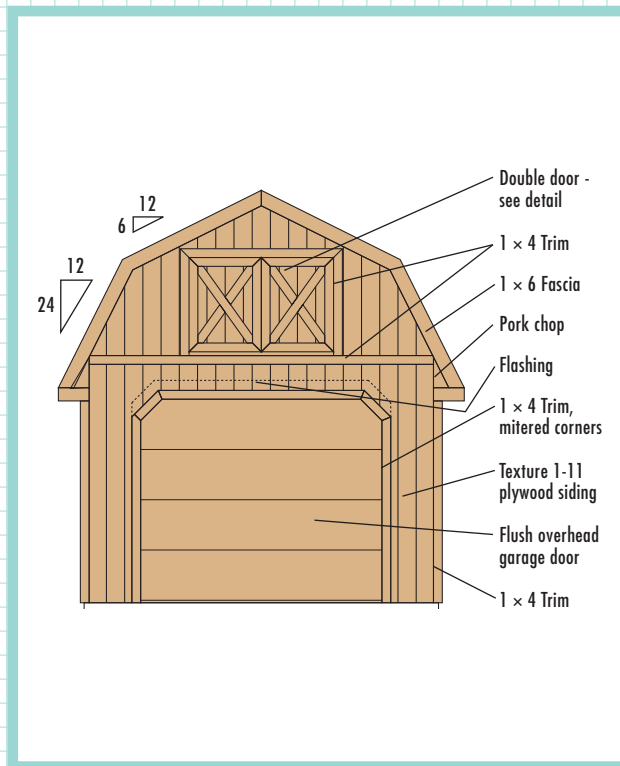 12
6
12
24
Double door -
see detail
1 × 4 Trim
1 × 6 Fascia
Pork chop
Flashing
1 × 4 Trim,
mitered corners
Texture 1-11
plywood siding
Flush overhead
garage door
1 × 4 Trim